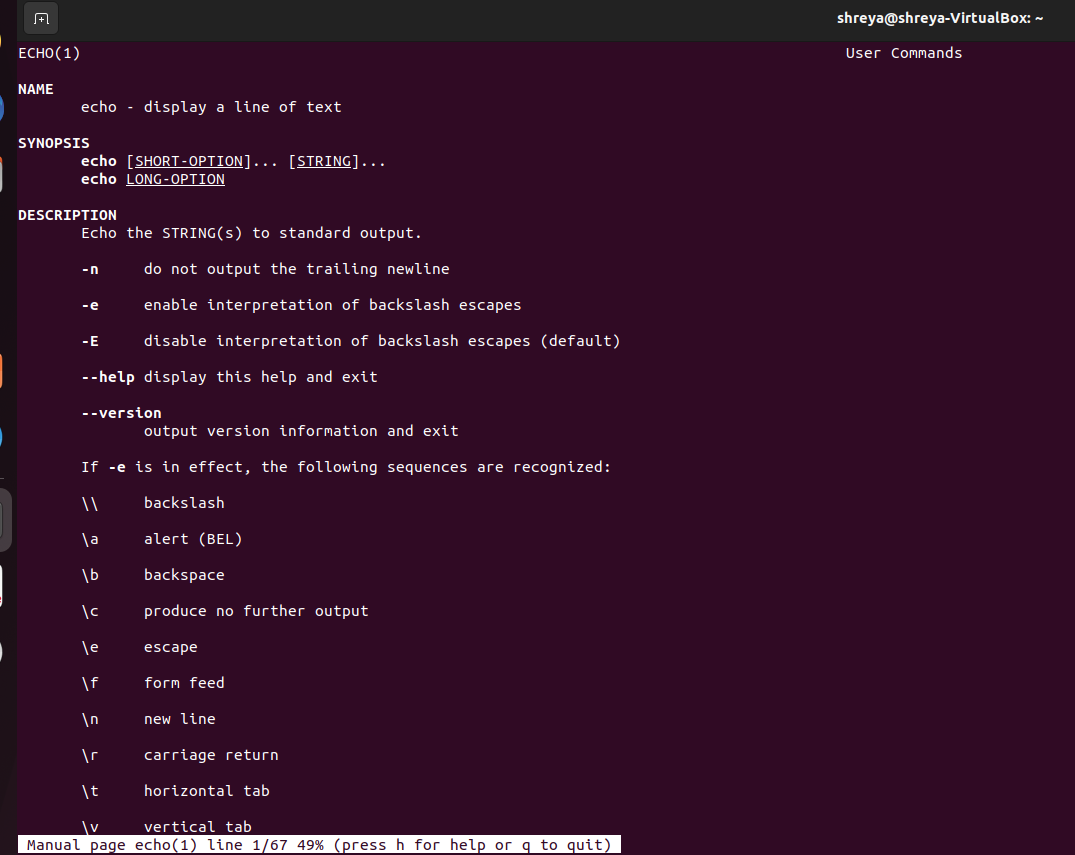 shreya@shreya-VirtualBox: ~
ECHO(1) User Commands
NAME
echo - display a line of text
SYNOPSIS
echo [SHORT-OPTION]... [STRING]...
echo LONG-OPTION
DESCRIPTION
Echo the STRING(s) to standard output.
-n do not output the trailing newline
-e enable interpretation of backslash escapes
-E disable interpretation of backslash escapes (default)
--help display this help and exit
--version
output version information and exit
If -e is in effect, the following sequences are recognized:
\\ backslash
\a alert (BEL)
\b backspace
\c produce no further output
\e escape
\f form feed
\n new line
\r carriage return
\t horizontal tab
\v vertical tab
Manual page echo(1) line 1/67 49% (press h for help or q to quit)